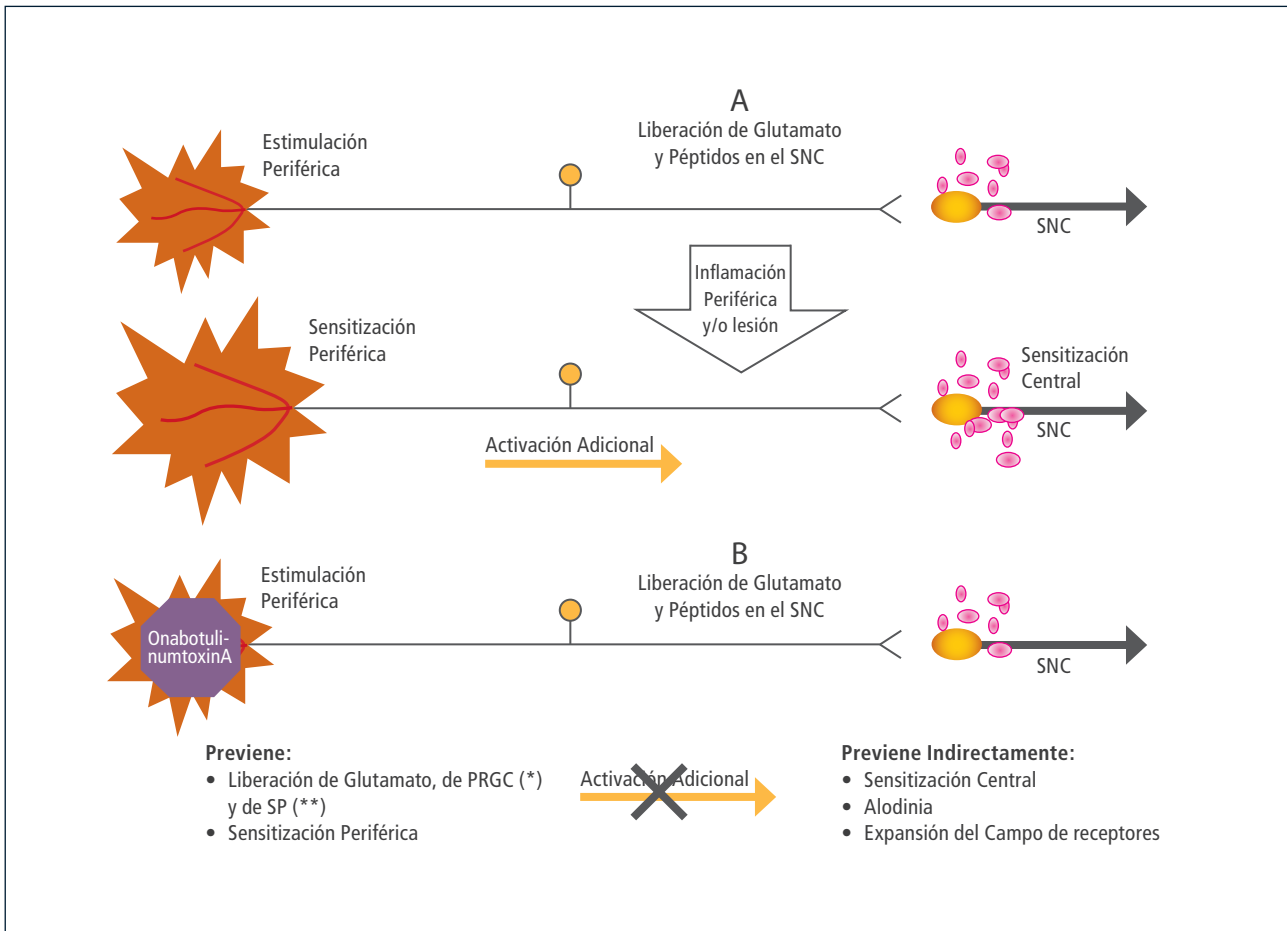 A
Liberación de Glutamato
y Péptidos en el SNC
Estimulación
Periférica
SNC
Inflamación
Periférica
y/o lesión
Sensitización
Periférica
Sensitización
Central
SNC
Activación Adicional
B
Liberación de Glutamato
y Péptidos en el SNC
Estimulación
Periférica
Onabotuli-
numtoxinA
SNC
Previene:
• Liberación de Glutamato, de PRGC (*)
y de SP (**)
• Sensitización Periférica
Activación Adicional
Previene Indirectamente:
• Sensitización Central
• Alodinia
• Expansión del Campo de receptores